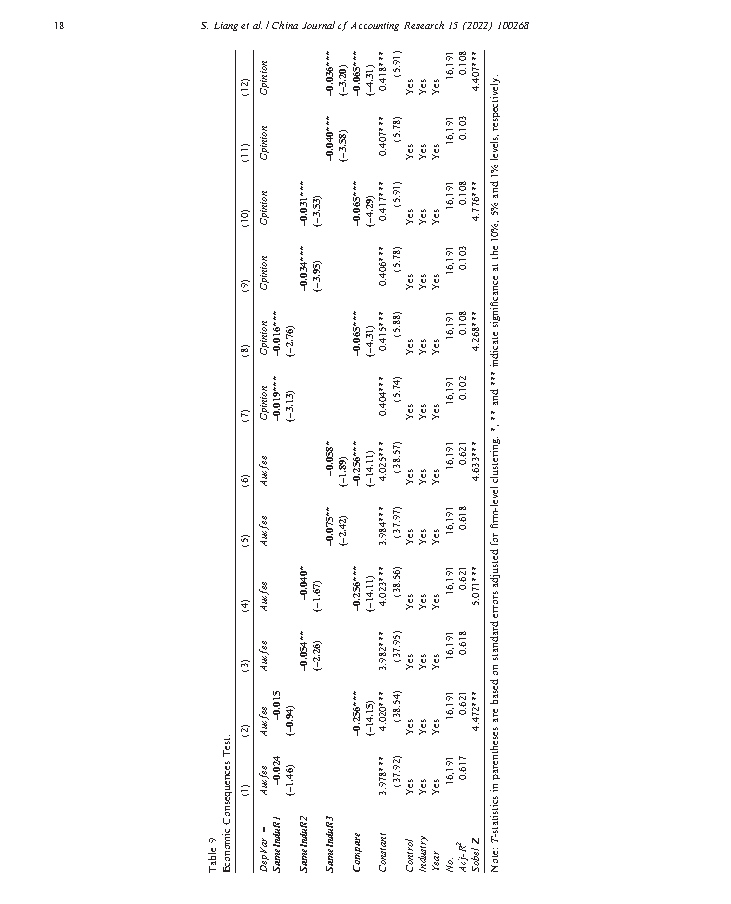 18
S. Liang et al. / China Journal of Accounting Research 15 (2022) 100268
Table 9
Economic Consequences Test.
(1) (2) (3) (4) (5) (6) (7) (8) (9) (10) (11) (12)
DepVar = Audfee Audfee Audfee Audfee Audfee Audfee Opinion Opinion Opinion Opinion Opinion Opinion
SameInduR1 −0.024 −0.015 −0.019*** −0.016***
(−1.46) (−0.94) (−3.13) (−2.76)
SameInduR2 −0.054** −0.040* −0.034*** −0.031***
(−2.26) (−1.67) (−3.95) (−3.53)
SameInduR3 −0.075** −0.058* −0.040*** −0.036***
(−2.42) (−1.89) (−3.58) (−3.20)
Compare −0.256*** −0.256*** −0.256*** −0.065*** −0.065*** −0.065***
(−14.15) (−14.11) (−14.11) (−4.31) (−4.29) (−4.31)
Constant 3.978*** 4.020*** 3.982*** 4.023*** 3.984*** 4.025*** 0.404*** 0.415*** 0.406*** 0.417*** 0.407*** 0.418***
(37.92) (38.54) (37.95) (38.56) (37.97) (38.57) (5.74) (5.88) (5.78) (5.91) (5.78) (5.91)
Control Yes Yes Yes Yes Yes Yes Yes Yes Yes Yes Yes Yes
Industry Yes Yes Yes Yes Yes Yes Yes Yes Yes Yes Yes Yes
Year Yes Yes Yes Yes Yes Yes Yes Yes Yes Yes Yes Yes
No. 16,191 16,191 16,191 16,191 16,191 16,191 16,191 16,191 16,191 16,191 16,191 16,191
Adj-R² 0.617 0.621 0.618 0.621 0.618 0.621 0.102 0.108 0.103 0.108 0.103 0.108
Sobel Z 4.472*** 5.071*** 4.633*** 4.268*** 4.776*** 4.407***
Note: T-statistics in parentheses are based on standard errors adjusted for firm-level clustering. *, ** and *** indicate significance at the 10%, 5% and 1% levels, respectively.